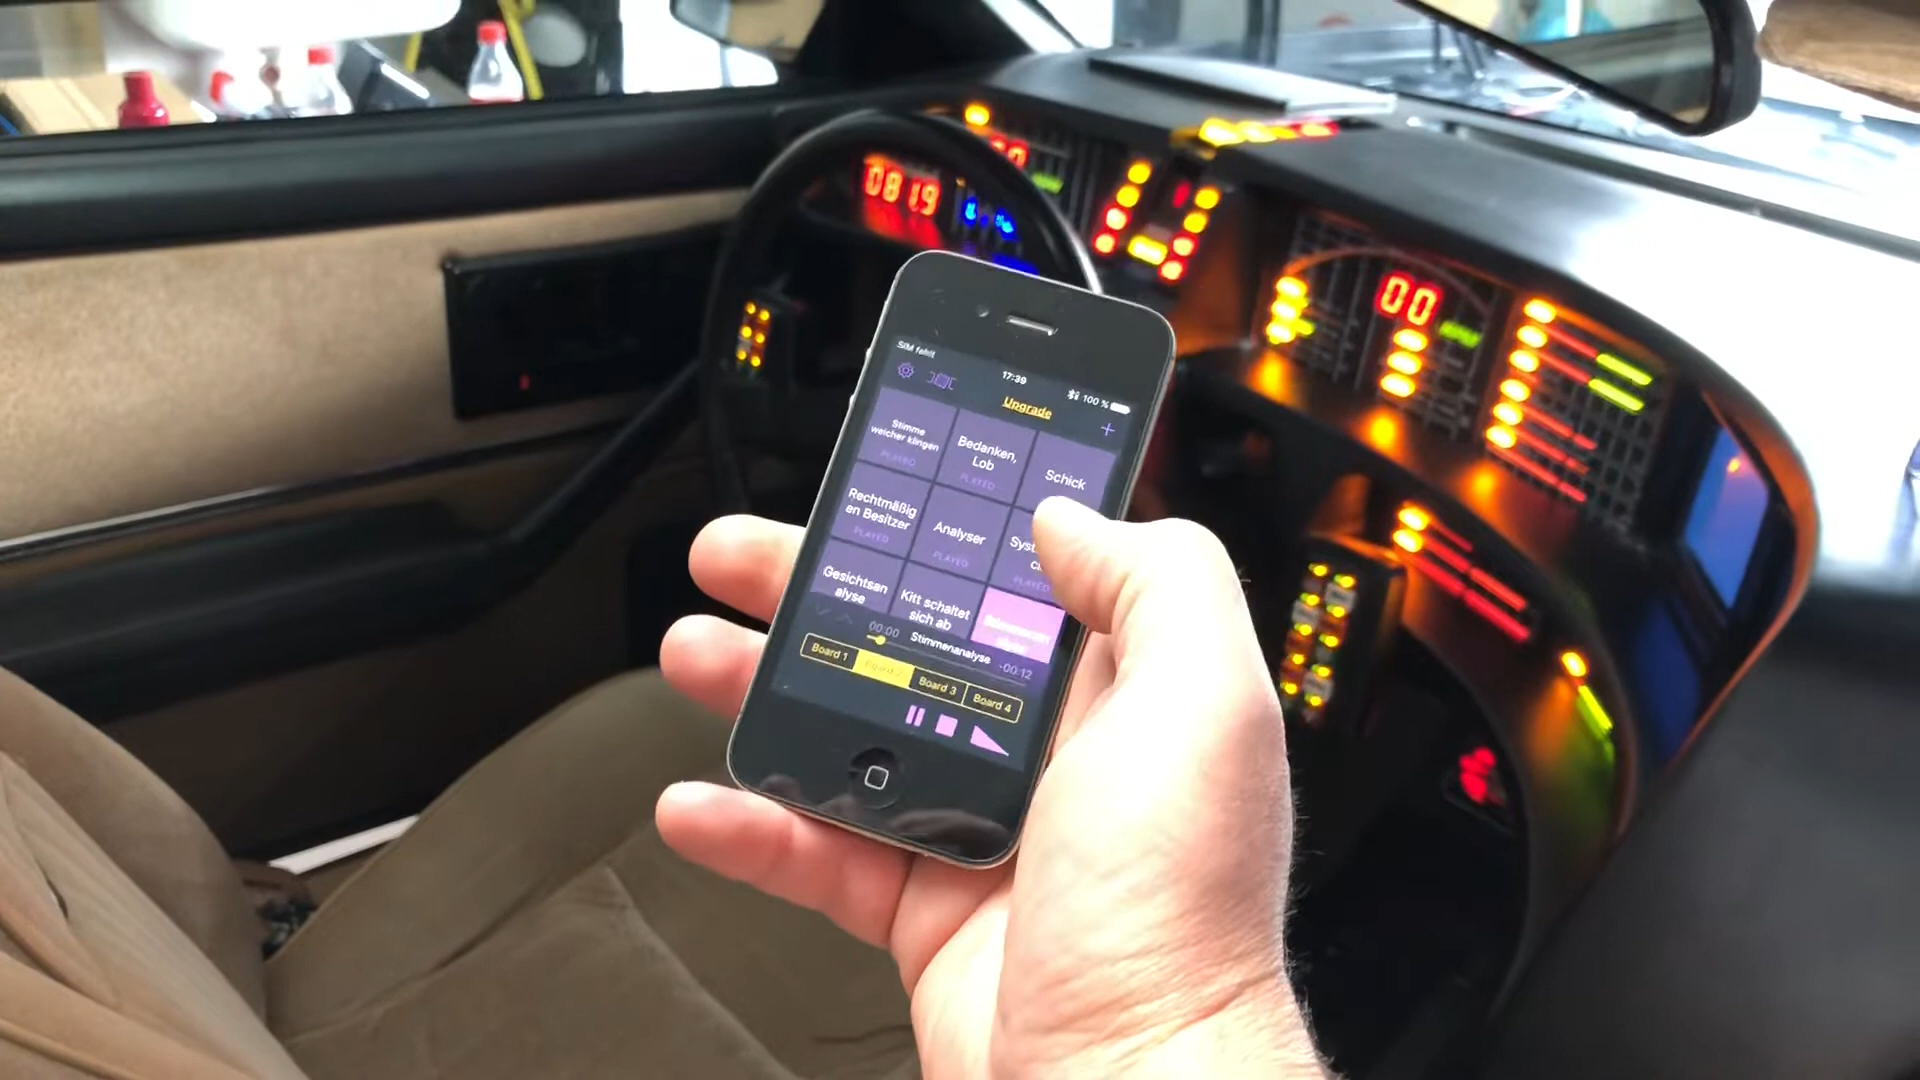 0819
00
SIM fehlt
17:39
100 %
Upgrade
+
Stimme
weicher klingen
PLAYED
Bedanken,
Lob
PLAYED
Schick
Rechtmäßig
en Besitzer
PLAYED
Analyser
PLAYED
PLAYED
Gesichtsan
alyse
Kitt schaltet
sich ab
00:00
Stimmenanalyse
-00:12
Board 1
Board 3
Board 4